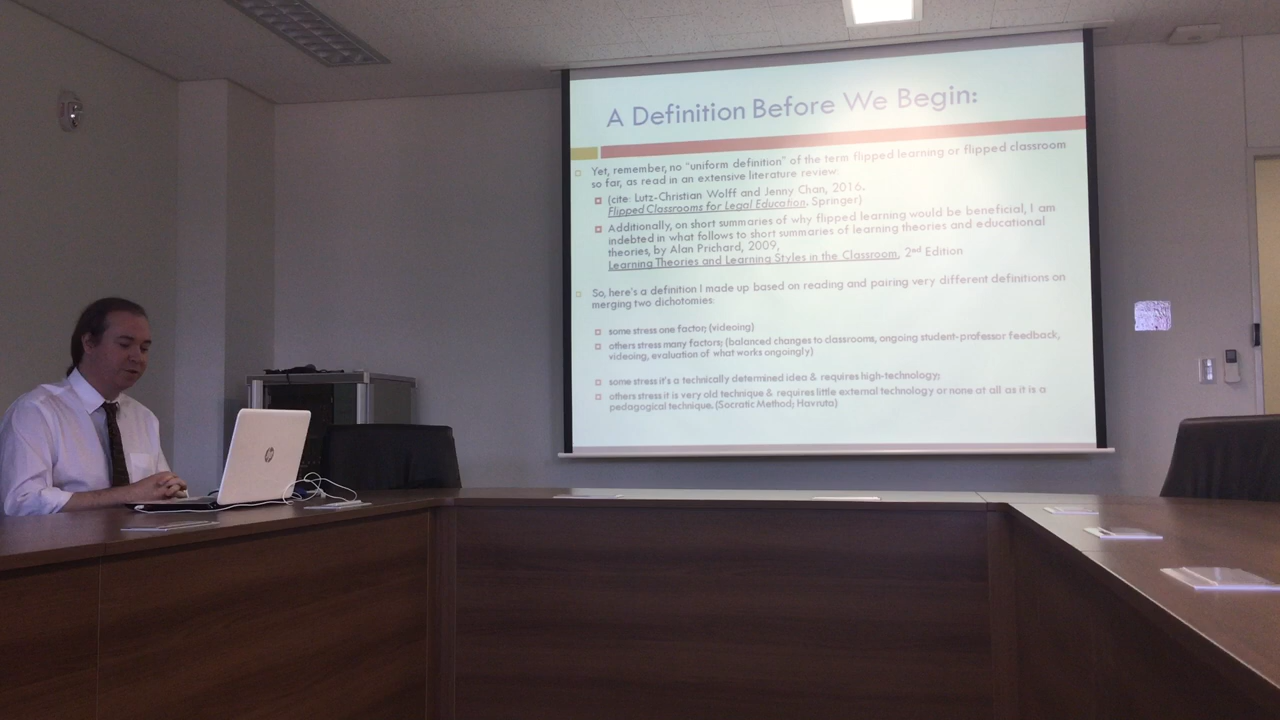 A Definition Before We Begin:
Yet, remember, no "uniform definition" of the term flipped learning or flipped classroom
so far, as read in an extensive literature review.
(cite: Lutz-Christian Wolff and Jenny Chan, 2016.
Flipped Classrooms for Legal Education. Springer)
Additionally, on short summaries of why flipped learning would be beneficial, I am
indebted in what follows to short summaries of learning theories and educational
theories, by Alan Prichard, 2009,
Learning Theories and Learning Styles in the Classroom, 2nd Edition
So, here's a definition I made up based on reading and pairing very different definitions on
merging two dichotomies:
some stress one factor; (videoing)
others stress many factors; (balanced changes to classrooms, ongoing student-professor feedback,
videoing, evaluation of what works ongoingly)
some stress it's a technically determined idea & requires high-technology;
others stress it is very old technique & requires little external technology or none at all as it is a
pedagogical technique. (Socratic Method; Havruta)
hp